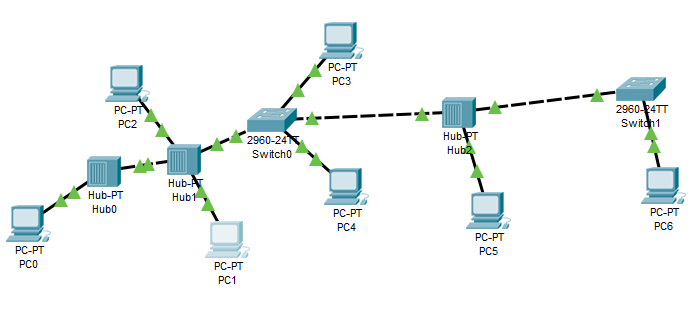 PC-PT
PC3
PC-PT
PC2
2960-24TT
Switch0
Hub-PT
Hub2
2960-24TT
Switch1
Hub-PT
Hub0
Hub-PT
Hub1
PC-PT
PC4
PC-PT
PC5
PC-PT
PC6
PC-PT
PC0
PC-PT
PC1